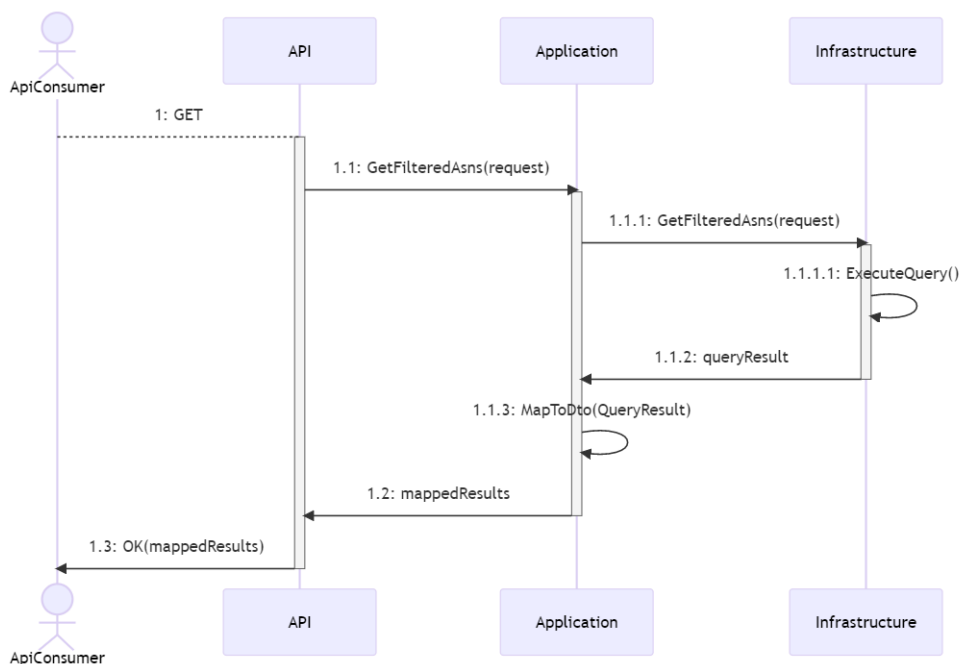 API
Application
Infrastructure
ApiConsumer
1: GET
1.1: GetFilteredAsns(request)
1.1.1: GetFilteredAsns(request)
1.1.1.1: ExecuteQuery()
1.1.2: queryResult
1.1.3: MapToDto(QueryResult)
1.2: mappedResults
1.3: OK(mappedResults)
API
Application
Infrastructure
ApiConsumer